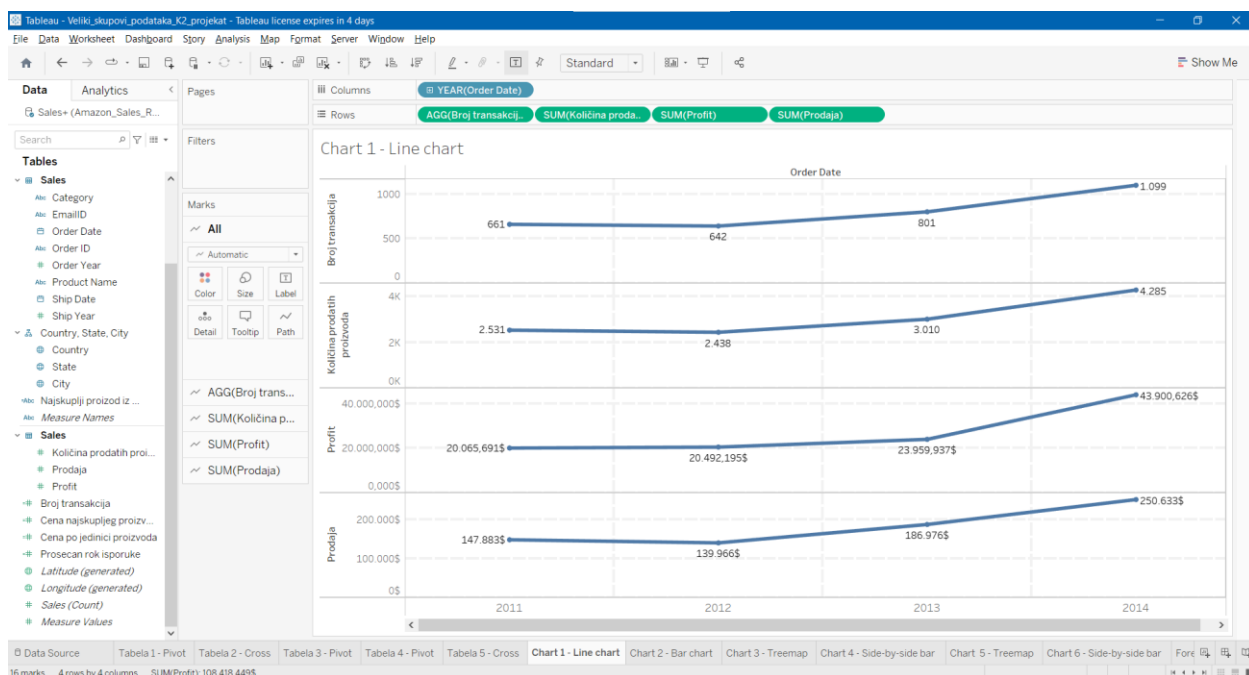 Tableau - Veliki_skupovi_podataka_K2_projekat - Tableau license expires in 4 days
File Data Worksheet Dashboard Story Analysis Map Format Server Window Help
Standard
Show Me
Data Analytics
Sales+ (Amazon_Sales_R...
Search
Tables
Sales
Abc Category
Abc EmailID
Order Date
Abc Order ID
# Order Year
Abc Product Name
Ship Date
# Ship Year
Country, State, City
Country
State
City
Abc Najskuplji proizod iz ...
Abc Measure Names
Sales
# Količina prodatih proi...
# Prodaja
# Profit
# Broj transakcija
# Cena najskupljeg proizv...
# Cena po jedinici proizvoda
# Prosecan rok isporuke
Latitude (generated)
Longitude (generated)
# Sales (Count)
# Measure Values
Pages
Filters
Marks
All
Automatic
Color Size Label
Detail Tooltip Path
AGG(Broj trans...
SUM(Količina p...
SUM(Profit)
SUM(Prodaja)
Columns YEAR(Order Date)
Rows AGG(Broj transakcij.. SUM(Količina proda.. SUM(Profit) SUM(Prodaja)
Chart 1 - Line chart
Order Date
Broj transakcija
1000
500
0
661 642 801 1.099
Količina prodatih
proizvoda
4K
2K
0K
2.531 2.438 3.010 4.285
Profit
40.000,000$
20.000,000$
0,000$
20.065,691$ 20.492,195$ 23.959,937$ 43.900,626$
Prodaja
200.000$
100.000$
0$
147.883$ 139.966$ 186.976$ 250.633$
2011 2012 2013 2014
Data Source Tabela 1 - Pivot Tabela 2 - Cross Tabela 3 - Pivot Tabela 4 - Pivot Tabela 5 - Cross Chart 1 - Line chart Chart 2 - Bar chart Chart 3 - Treemap Chart 4 - Side-by-side bar Chart 5 - Treemap Chart 6 - Side-by-side bar Fore
16 marks 4 rows by 4 columns SUM(Profit): 108.418,449$